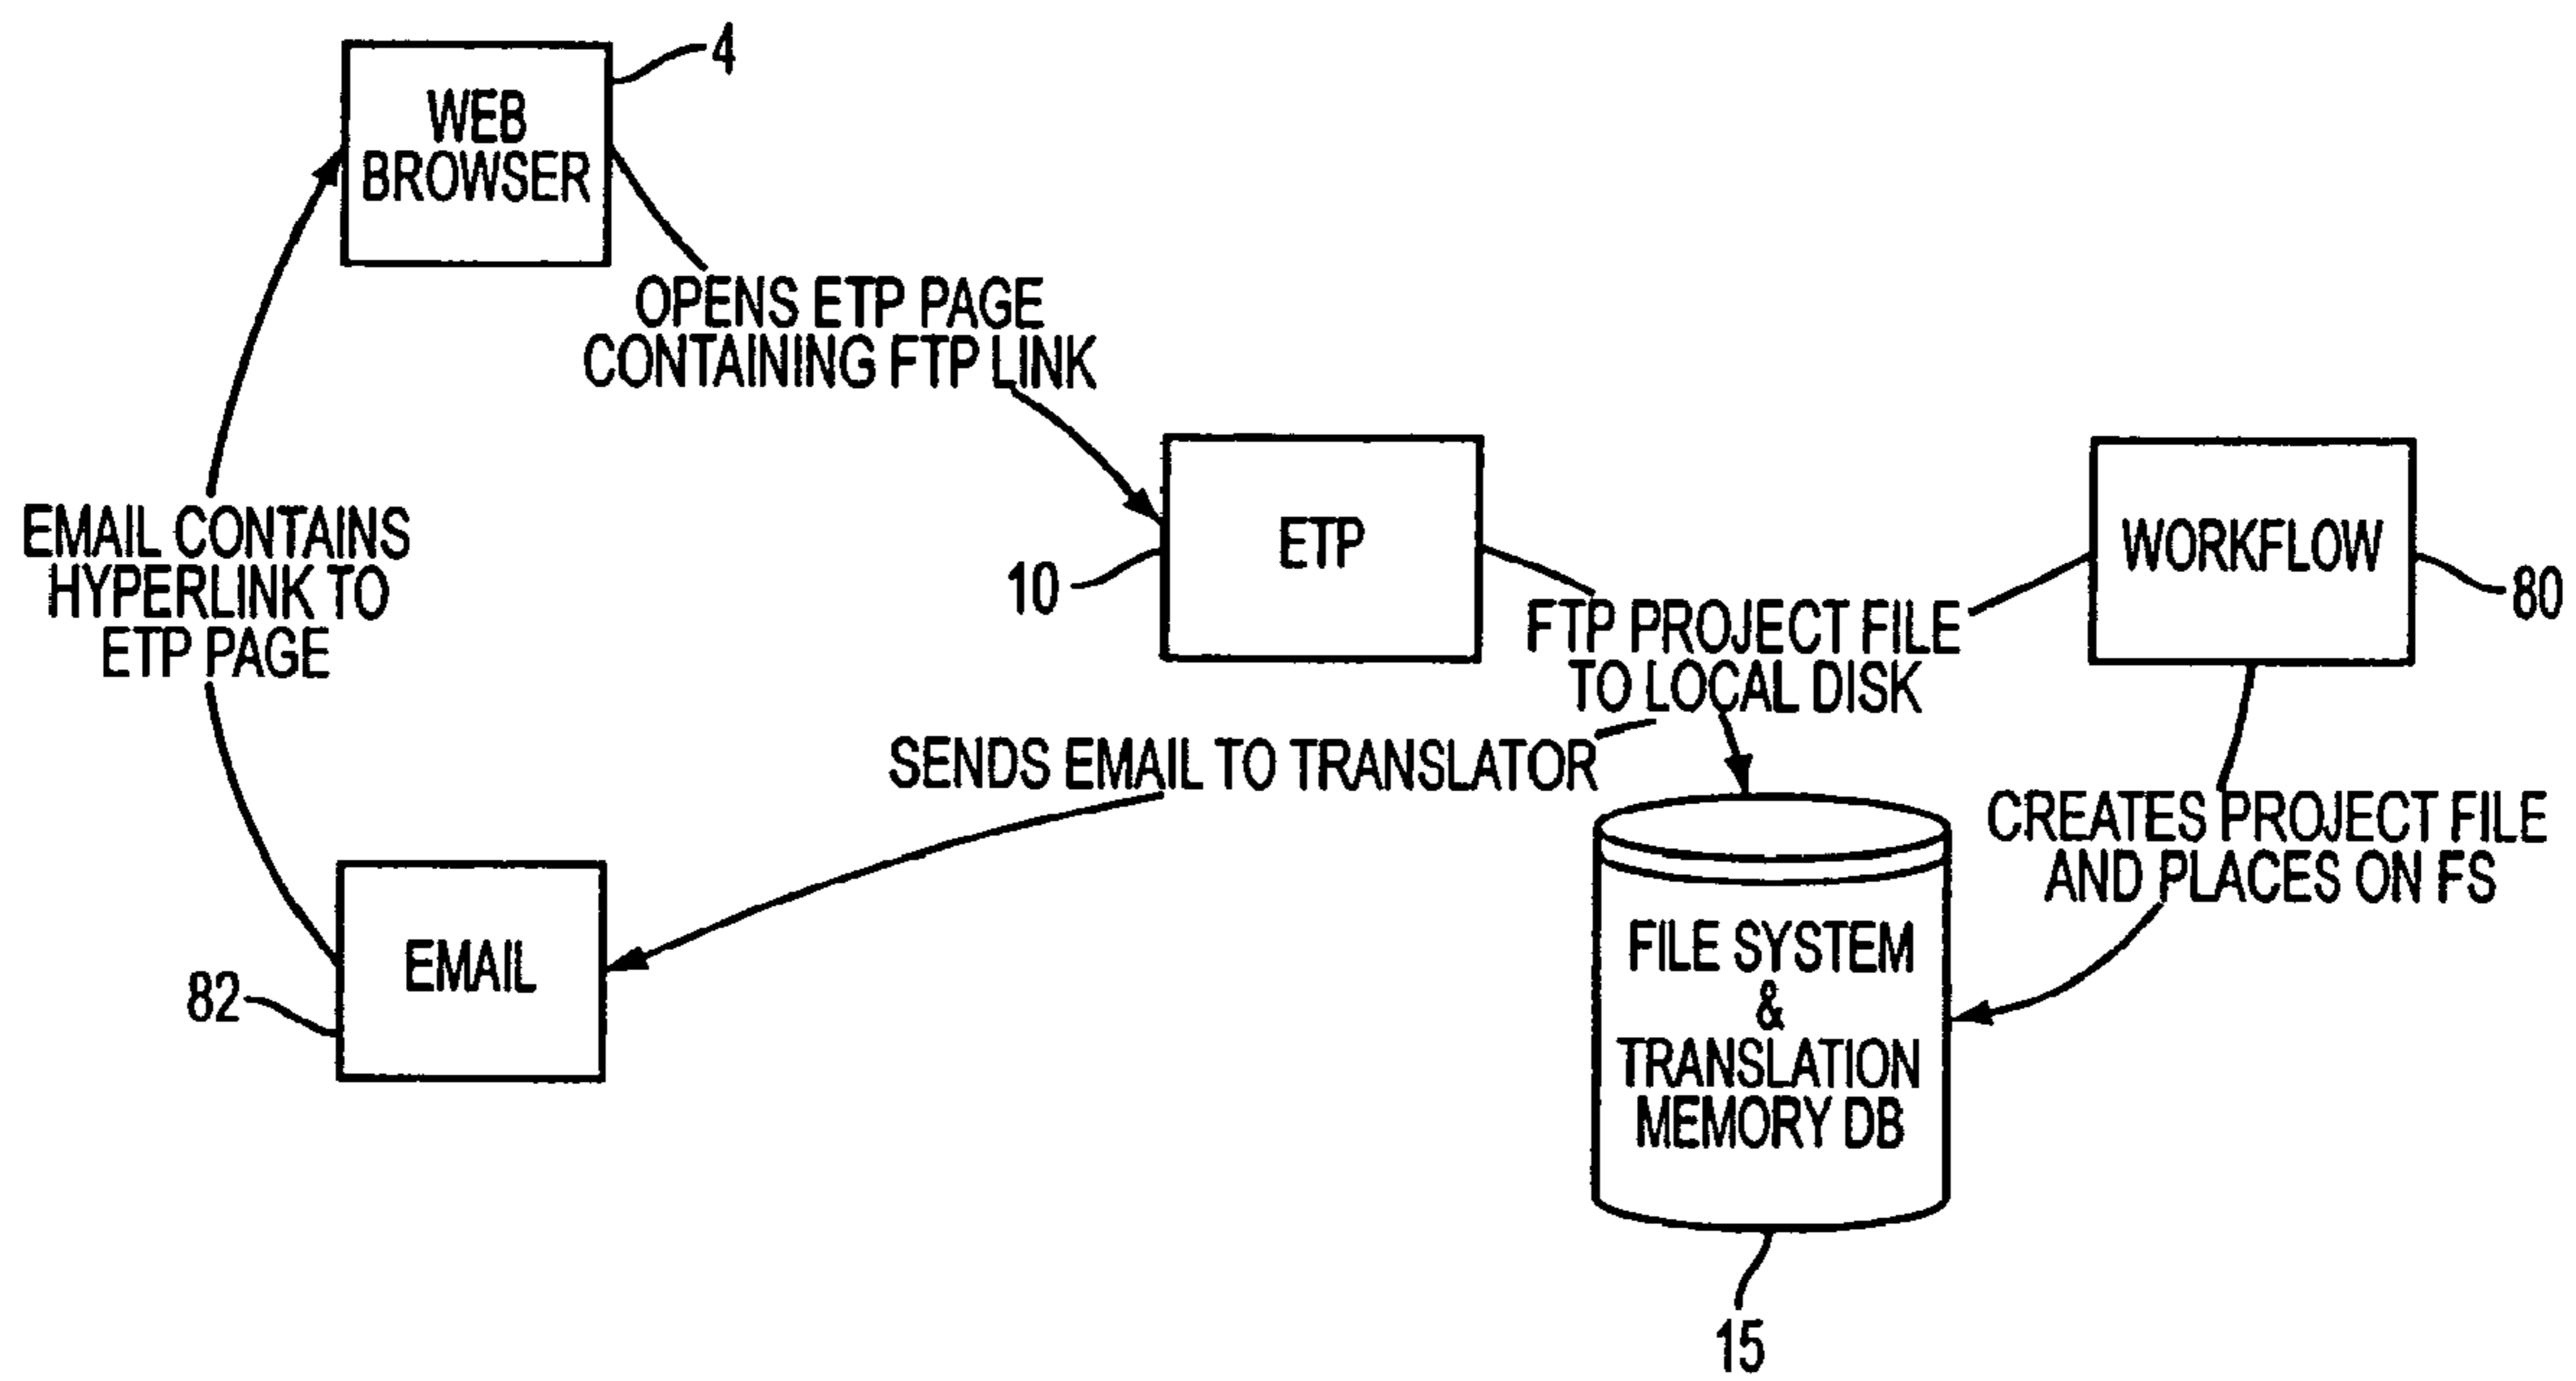 4
WEB
BROWSER
OPENS ETP PAGE
CONTAINING FTP LINK
EMAIL CONTAINS
HYPERLINK TO
ETP PAGE
ETP
10
WORKFLOW
80
FTP PROJECT FILE
TO LOCAL DISK
SENDS EMAIL TO TRANSLATOR
CREATES PROJECT FILE
AND PLACES ON FS
EMAIL
82
FILE SYSTEM
&
TRANSLATION
MEMORY DB
15